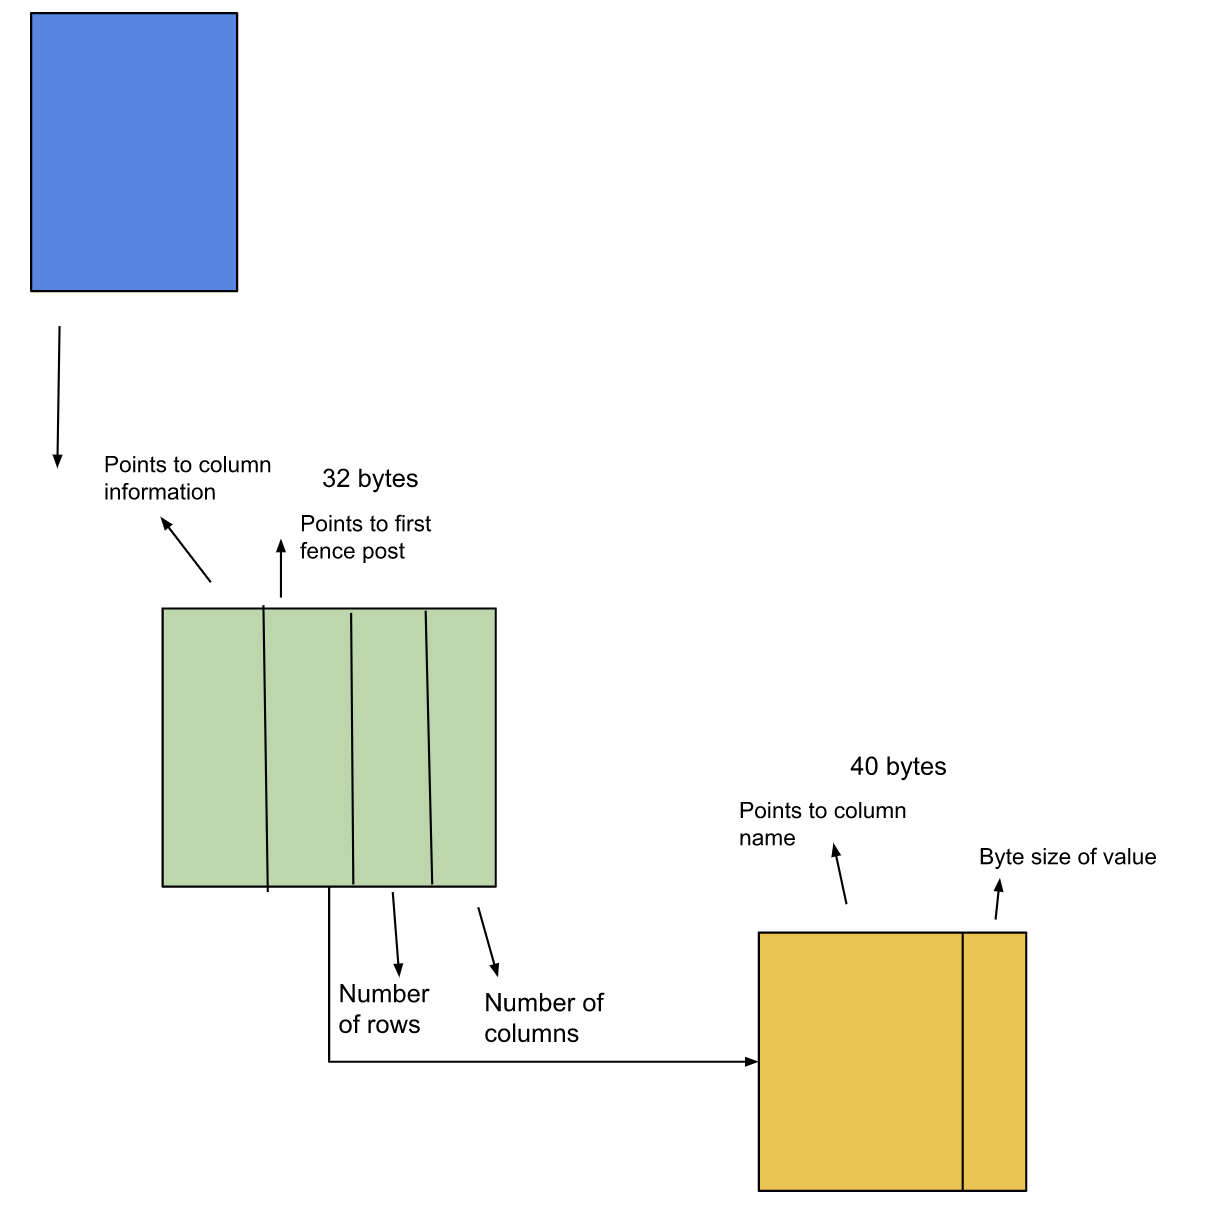 Points to column
information
32 bytes
Points to first
fence post
Number
of rows
Number of
columns
40 bytes
Points to column
name
Byte size of value